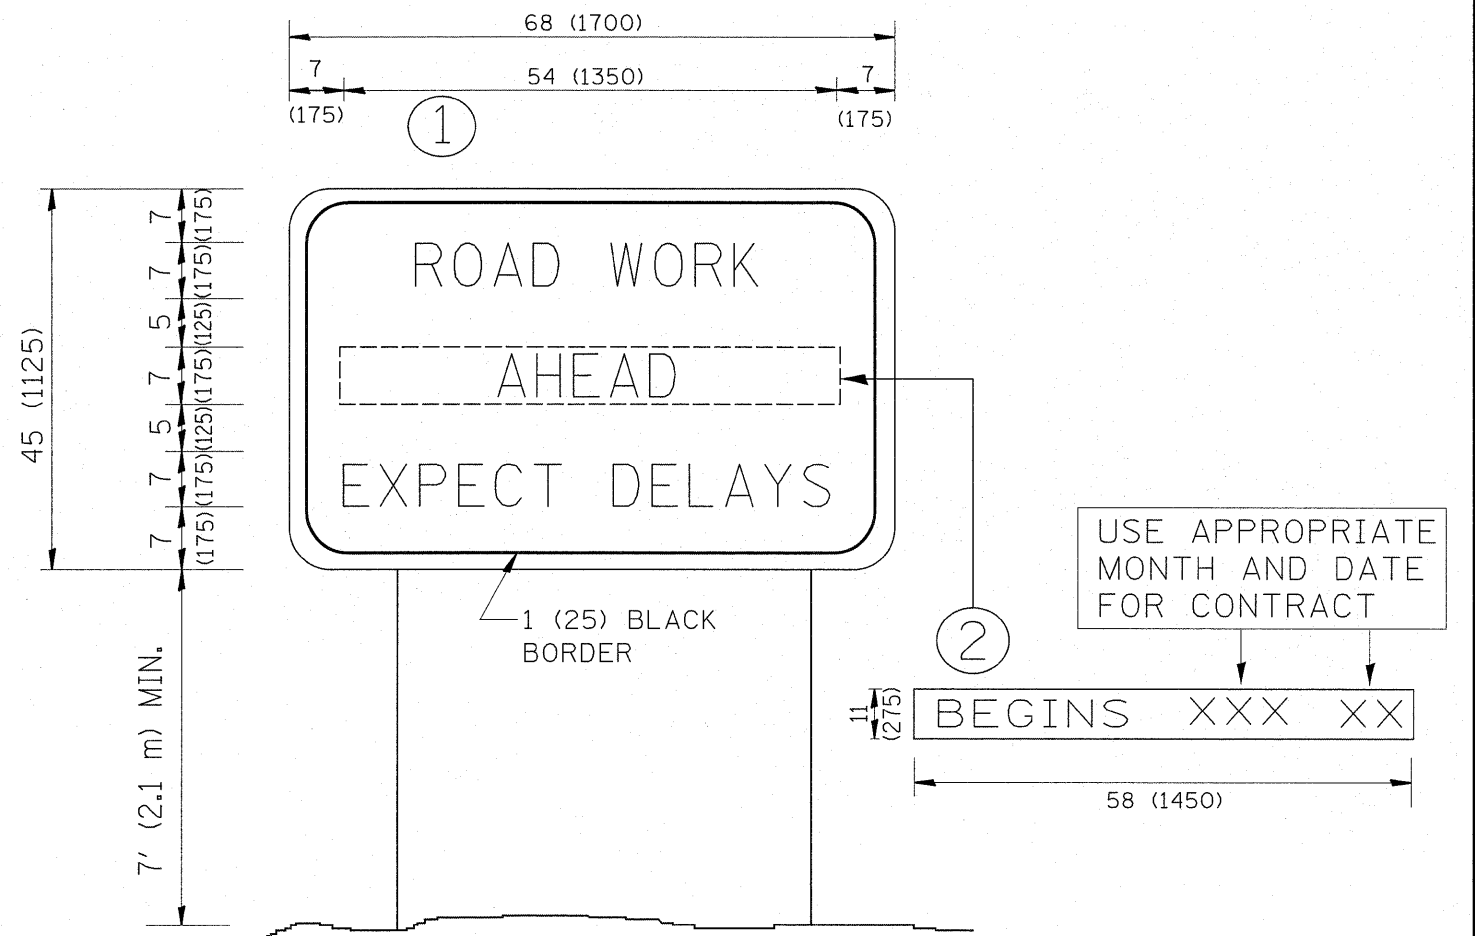 68 (1700)
7
54 (1350)
7
(175)
(175)
1
45 (1125)
7 (175)
7 (175)
5 (125)
7 (175)
5 (125)
7 (175)
7 (175)
ROAD WORK
AHEAD
EXPECT DELAYS
1 (25) BLACK
BORDER
7' (2.1 m) MIN.
2
USE APPROPRIATE
MONTH AND DATE
FOR CONTRACT
11
(275)
BEGINS XXX XX
58 (1450)